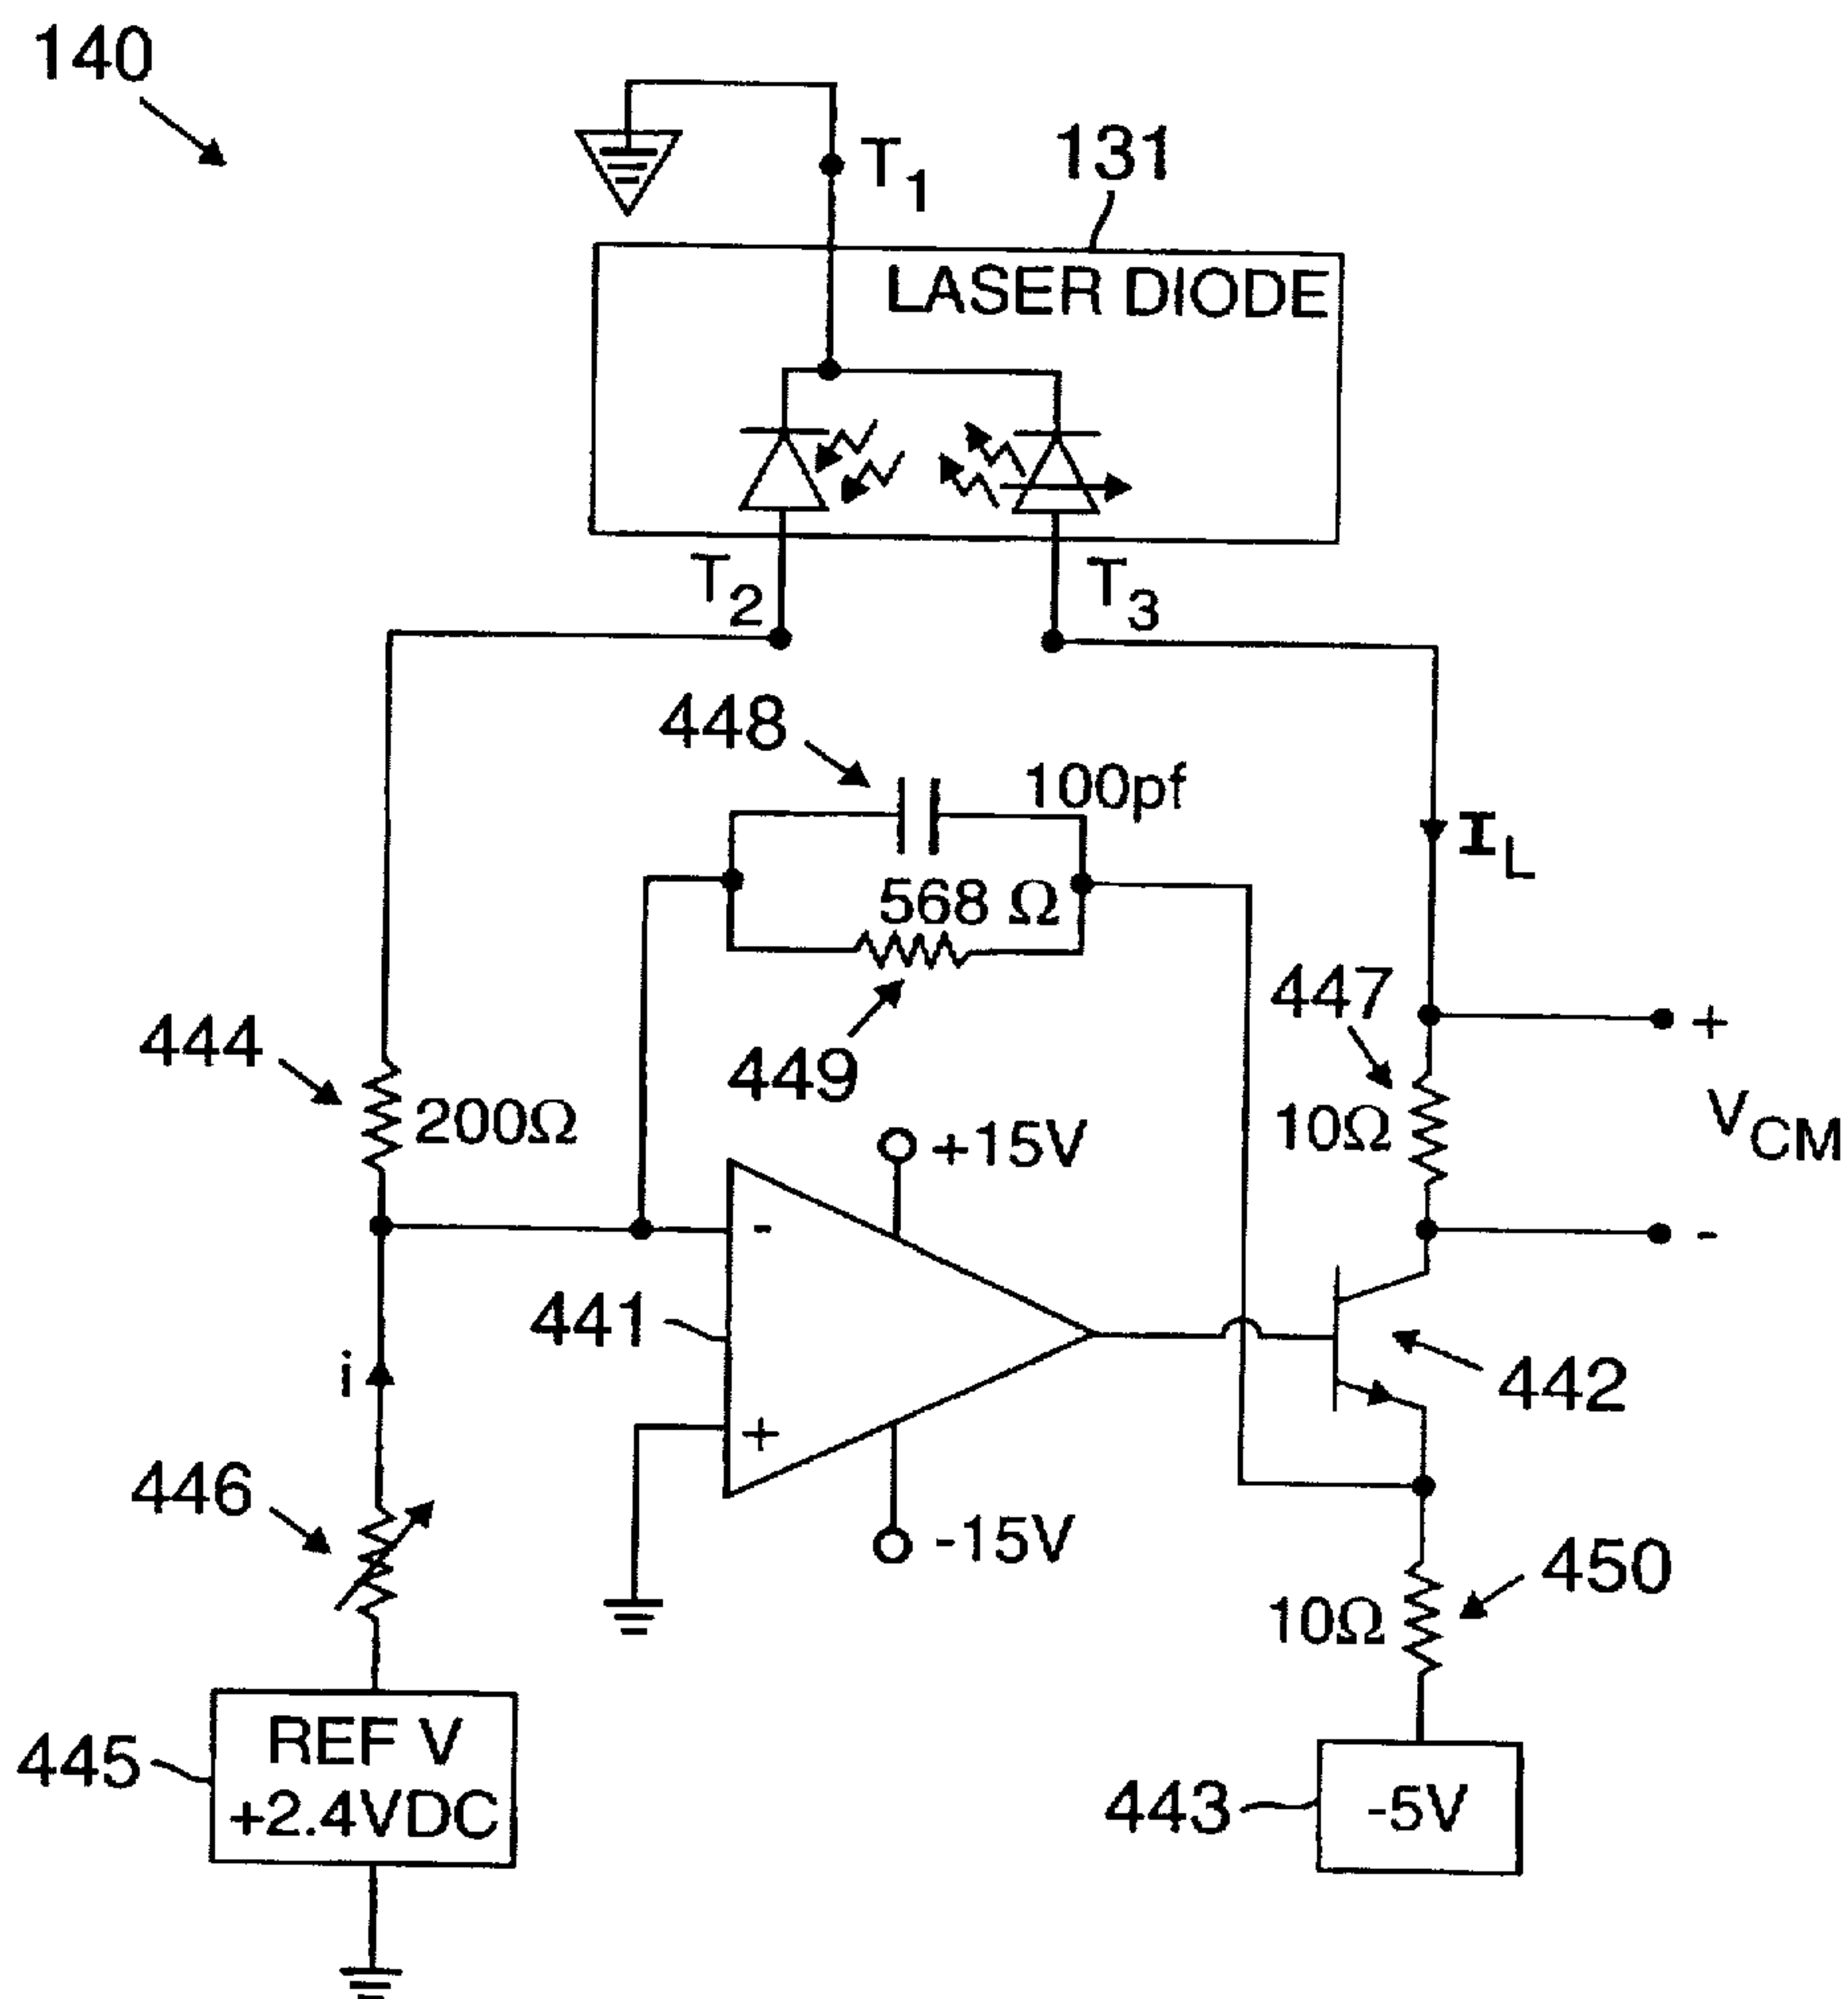 140
T1
131
LASER DIODE
T2
T3
448
100pf
IL
568 Ω
449
447
+
444
200Ω
10Ω
VCM
+15V
-
-
441
442
i
+
446
-15V
450
10Ω
445
REF V
+2.4VDC
443
-5V